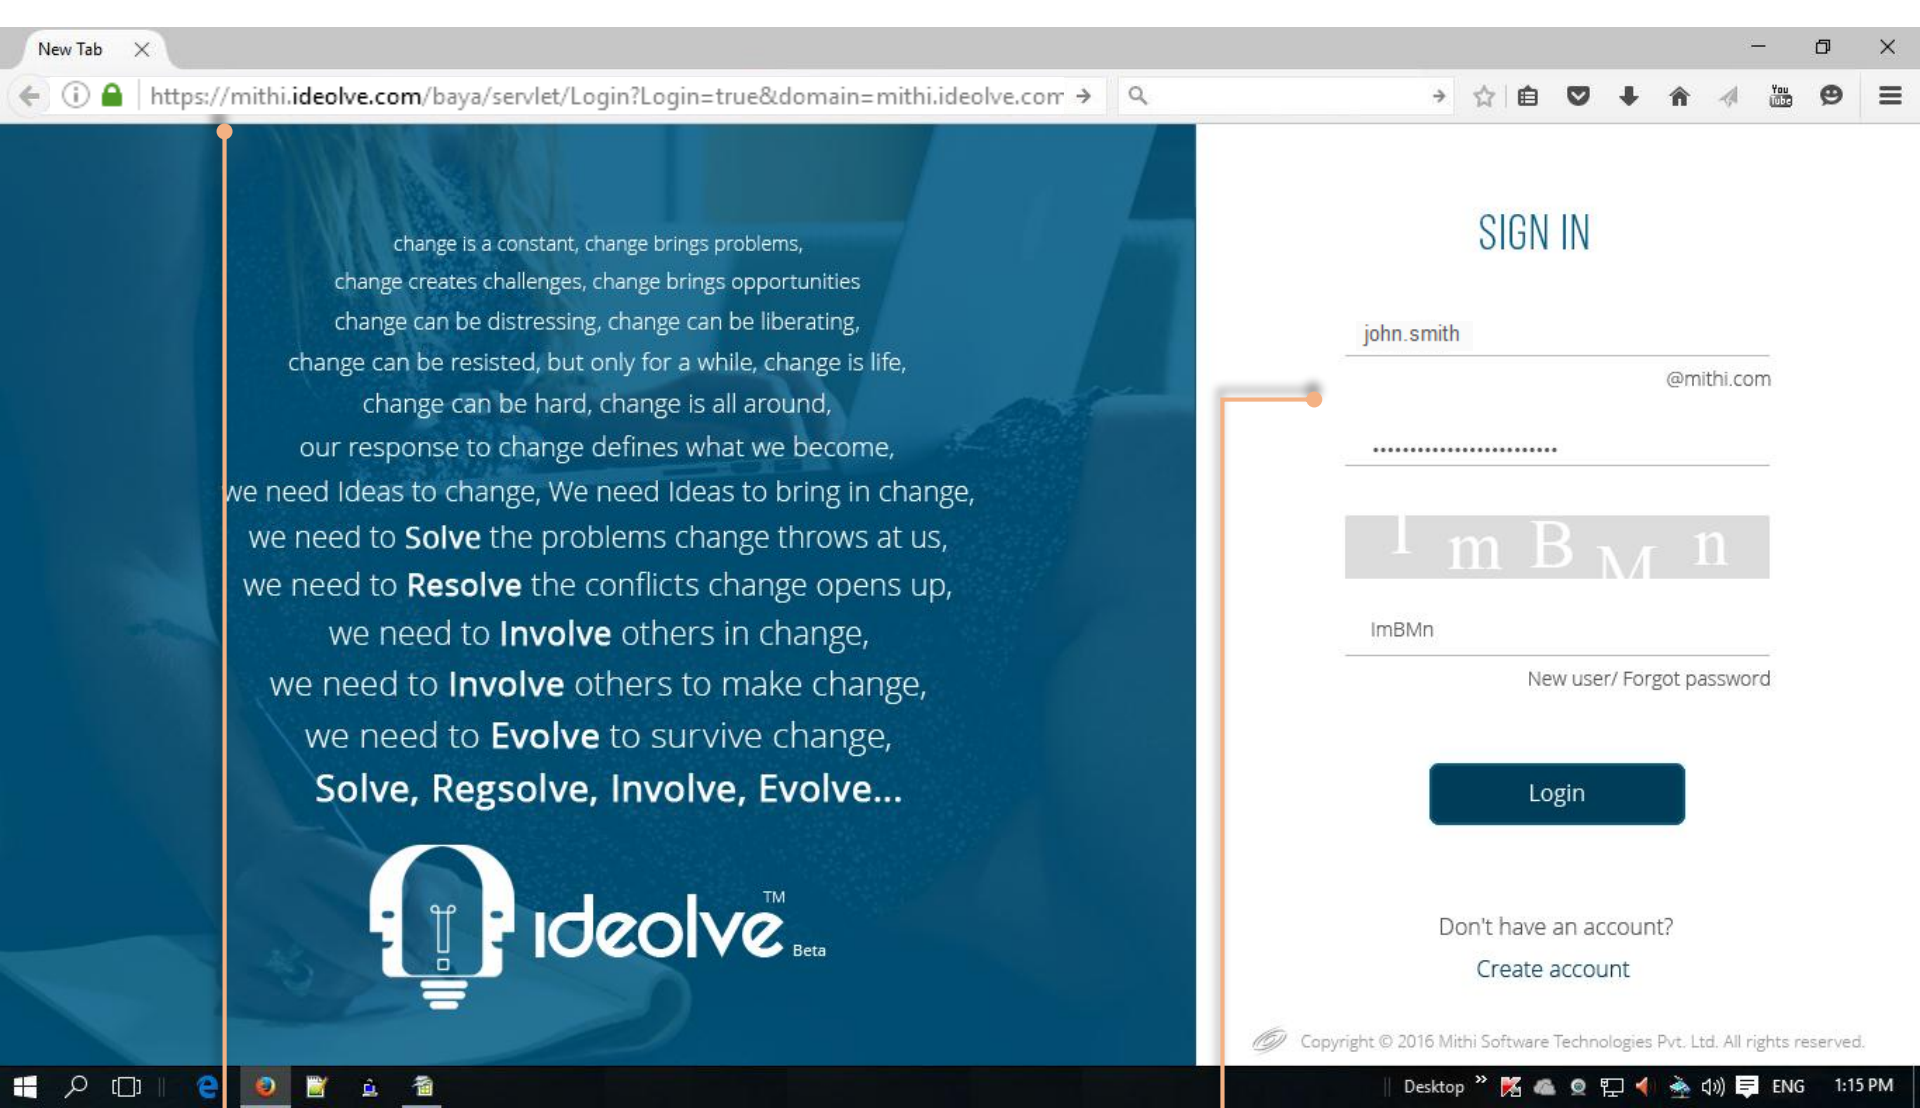 New Tab
https://mithi.ideolve.com/baya/servlet/Login?Login=true&domain=mithi.ideolve.com
You
Tube
change is a constant, change brings problems,
change creates challenges, change brings opportunities
change can be distressing, change can be liberating,
change can be resisted, but only for a while, change is life,
change can be hard, change is all around,
our response to change defines what we become,
we need Ideas to change, We need Ideas to bring in change,
we need to Solve the problems change throws at us,
we need to Resolve the conflicts change opens up,
we need to Involve others in change,
we need to Involve others to make change,
we need to Evolve to survive change,
Solve, Regsolve, Involve, Evolve...
ideolve TM
Beta
SIGN IN
john.smith
@mithi.com
ImBMn
ImBMn
New user/ Forgot password
Login
Don't have an account?
Create account
Copyright © 2016 Mithi Software Technologies Pvt. Ltd. All rights reserved.
Desktop
ENG
1:15 PM